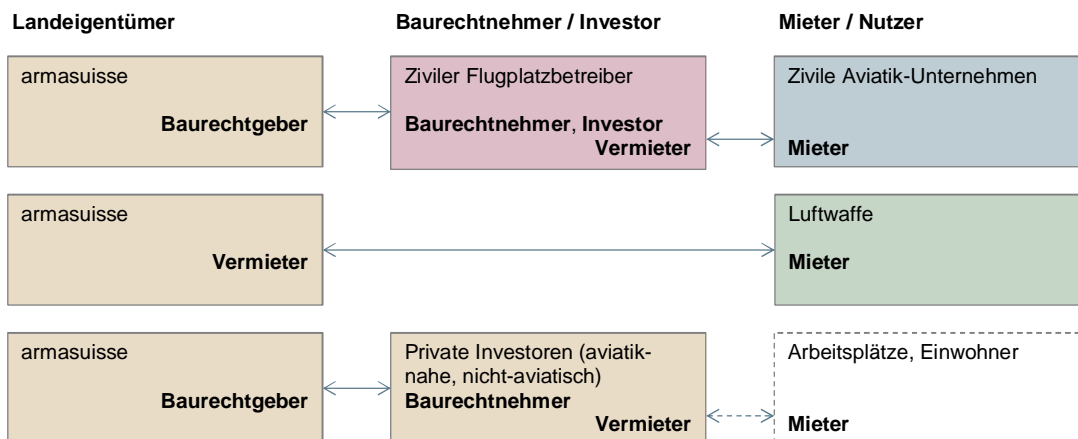 Landeigentümer
Baurechtnehmer / Investor
Mieter / Nutzer
armasuisse
Baurechtgeber
Ziviler Flugplatzbetreiber
Baurechtnehmer, Investor
Vermieter
Zivile Aviatik-Unternehmen
Mieter
armasuisse
Vermieter
Luftwaffe
Mieter
armasuisse
Baurechtgeber
Private Investoren (aviatik-
nahe, nicht-aviatisch)
Baurechtnehmer
Vermieter
Arbeitsplätze, Einwohner
Mieter